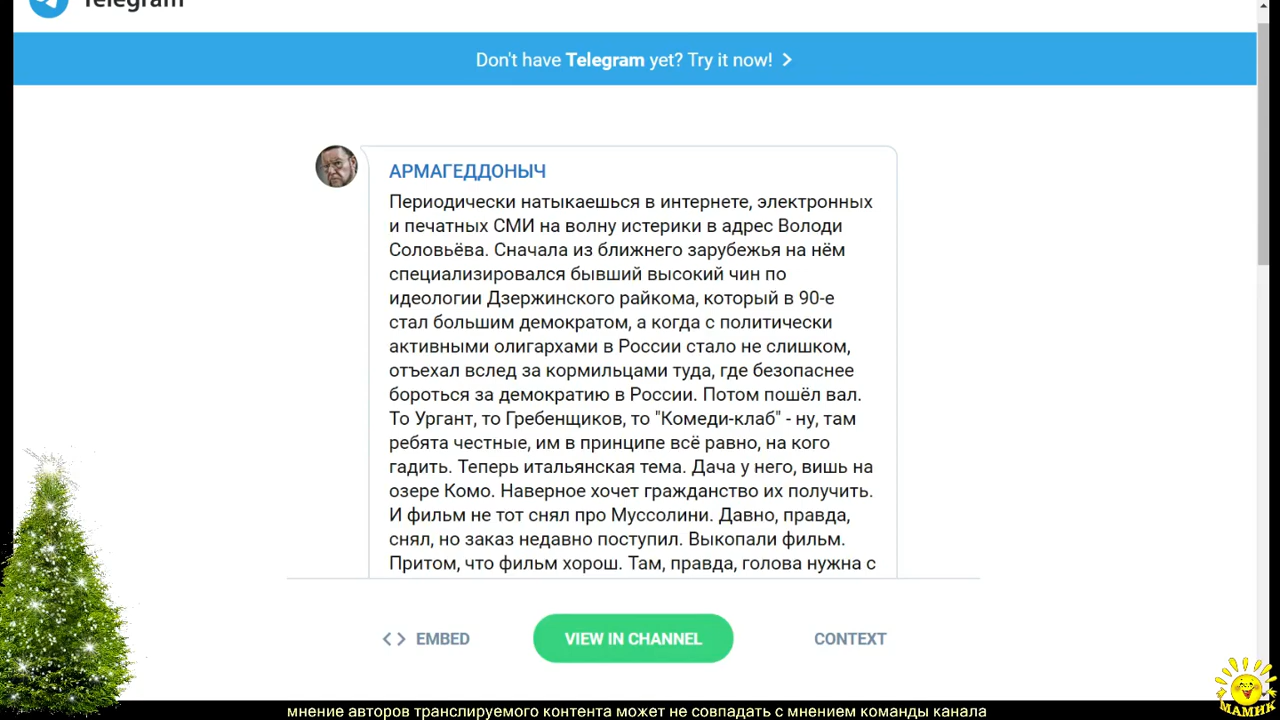 Telegram
Don't have Telegram yet? Try it now!
АРМАГЕДДОНЫЧ
Периодически натыкаешься в интернете, электронных
и печатных СМИ на волну истерики в адрес Володи
Соловьёва. Сначала из ближнего зарубежья на нём
специализировался бывший высокий чин по
идеологии Дзержинского райкома, который в 90-е
стал большим демократом, а когда с политически
активными олигархами в России стало не слишком,
отъехал вслед за кормильцами туда, где безопаснее
бороться за демократию в России. Потом пошёл вал.
То Ургант, то Гребенщиков, то "Комеди-клаб" - ну, там
ребята честные, им в принципе всё равно, на кого
гадить. Теперь итальянская тема. Дача у него, вишь на
озере Комо. Наверное хочет гражданство их получить.
И фильм не тот снял про Муссолини. Давно, правда,
снял, но заказ недавно поступил. Выкопали фильм.
Притом, что фильм хорош. Там, правда, голова нужна с
EMBED
VIEW IN CHANNEL
CONTEXT
МАМИК
мнение авторов транслируемого контента может не совпадать с мнением команды канала